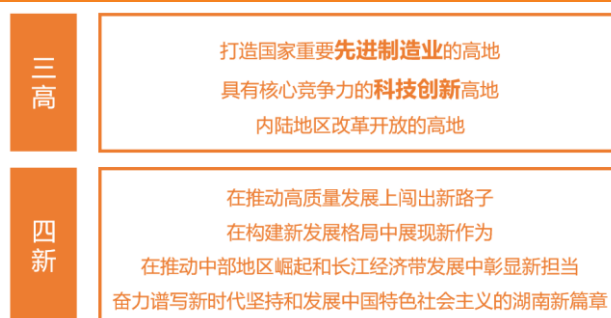 三高
打造国家重要先进制造业的高地
具有核心竞争力的科技创新高地
内陆地区改革开放的高地
四新
在推动高质量发展上闯出新路子
在构建新发展格局中展现新作为
在推动中部地区崛起和长江经济带发展中彰显新担当
奋力谱写新时代坚持和发展中国特色社会主义的湖南新篇章